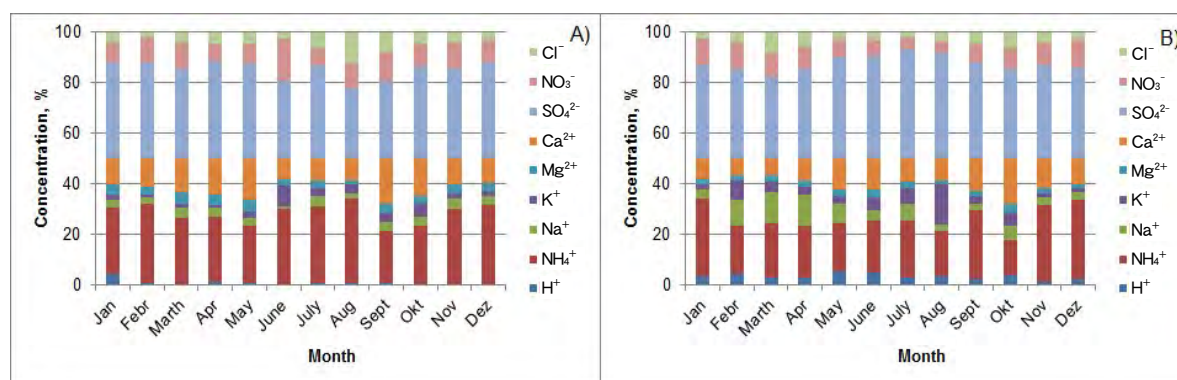 A)
Concentration, %
100
80
60
40
20
0
Jan
Febr
Marth
Apr
May
June
July
Aug
Sept
Okt
Nov
Dez
Month
Cl⁻
NO₃⁻
SO₄²⁻
Ca²⁺
Mg²⁺
K⁺
Na⁺
NH₄⁺
H⁺
B)
Concentration, %
100
80
60
40
20
0
Jan
Febr
March
Apr
May
June
July
Aug
Sept
Okt
Nov
Dez
Month
Cl⁻
NO₃⁻
SO₄²⁻
Ca²⁺
Mg²⁺
K⁺
Na⁺
NH₄⁺
H⁺